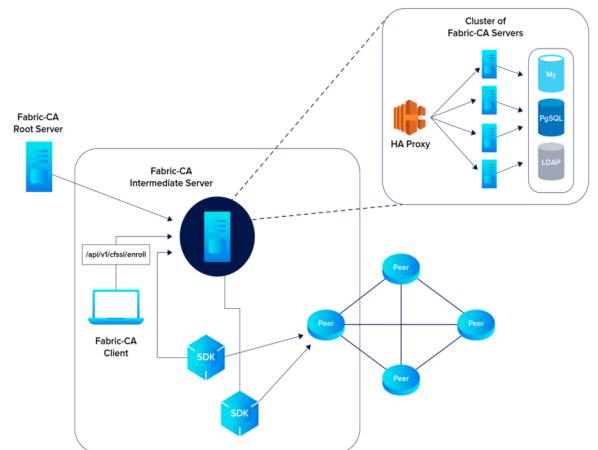 Cluster of
Fabric-CA Servers
My
PgSQL
LDAP
HA Proxy
Fabric-CA
Root Server
Fabric-CA
Intermediate Server
/api/v1/cfssl/enroll
Fabric-CA
Client
SDK
SDK
Peer
Peer
Peer
Peer